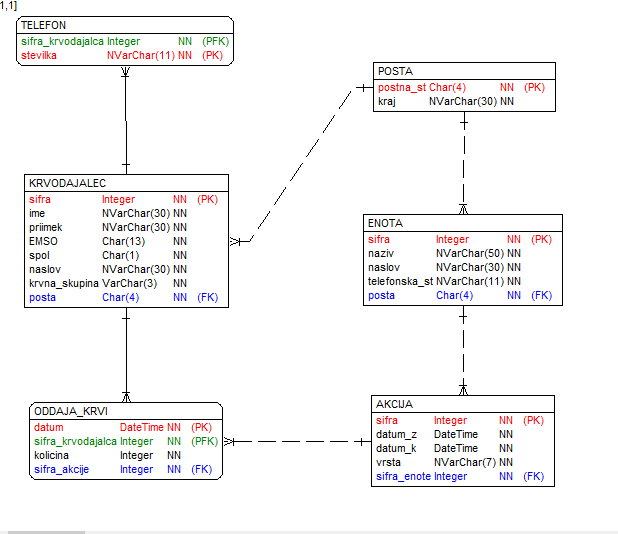 1,1]
TELEFON
sifra_krvodajalca Integer NN (PFK)
stevilka NVarChar(11) NN (PK)
POSTA
postna_st Char(4) NN (PK)
kraj NVarChar(30) NN
KRVODAJALEC
sifra Integer NN (PK)
ime NVarChar(30) NN
priimek NVarChar(30) NN
EMSO Char(13) NN
spol Char(1) NN
naslov NVarChar(30) NN
krvna_skupina VarChar(3) NN
posta Char(4) NN (FK)
ENOTA
sifra Integer NN (PK)
naziv NVarChar(50) NN
naslov NVarChar(30) NN
telefonska_st NVarChar(11) NN
posta Char(4) NN (FK)
ODDAJA_KRVI
datum DateTime NN (PK)
sifra_krvodajalca Integer NN (PFK)
kolicina Integer NN
sifra_akcije Integer NN (FK)
AKCIJA
sifra Integer NN (PK)
datum_z DateTime NN
datum_k DateTime NN
vrsta NVarChar(7) NN
sifra_enote Integer NN (FK)